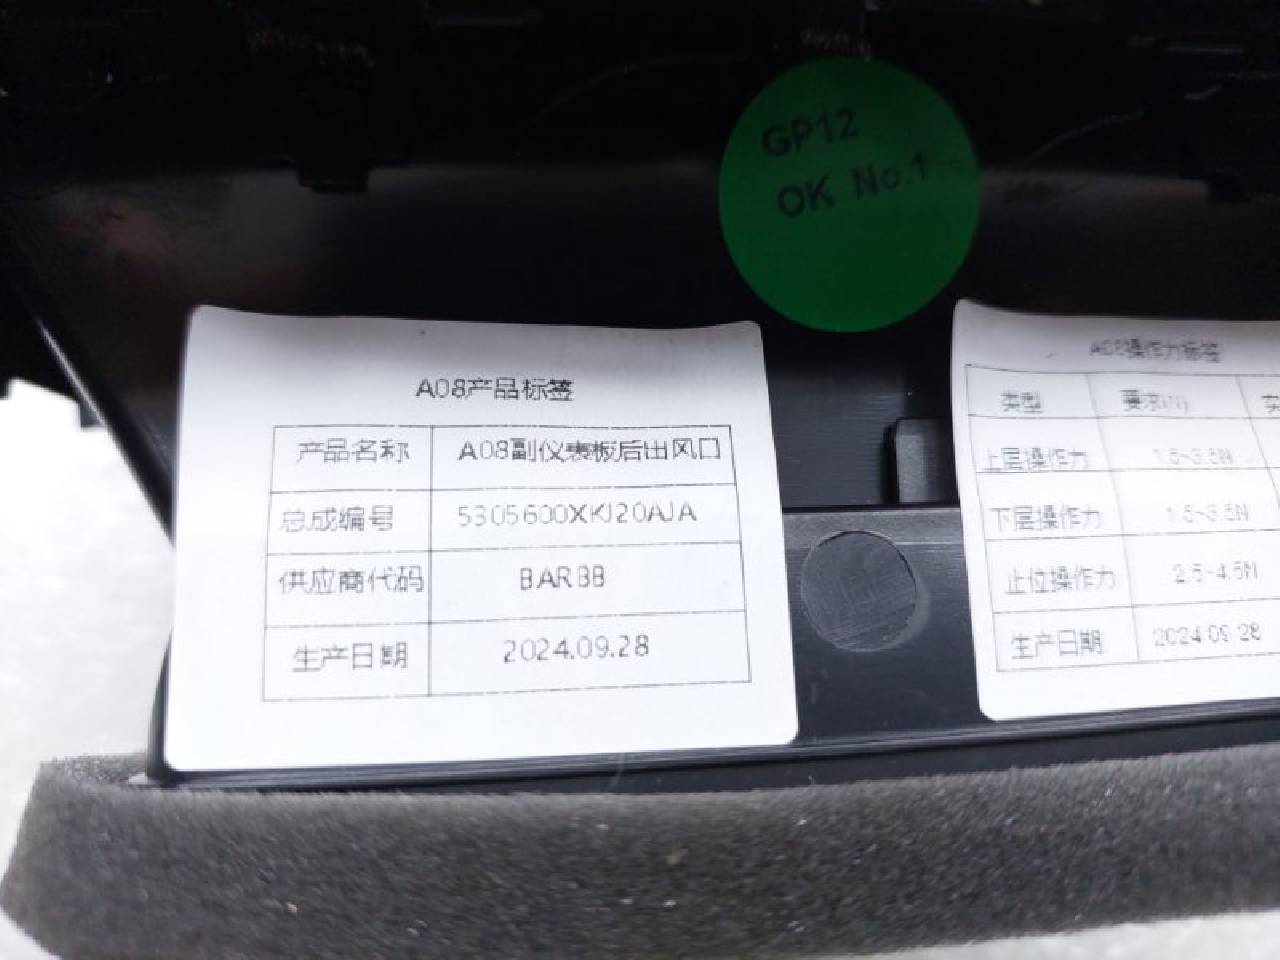 GP12
OK No.1
A08产品标签
产品名称 A08副仪表板后出风口
总成编号 5305600XKJ20AJA
供应商代码 BARBB
生产日期 2024.09.28
A08操作力标签
类型 要求(N)
上层操作力 1.5~3.5N
下层操作力 1.5~3.5N
止位操作力 2.5~4.5N
生产日期 2024.09.28